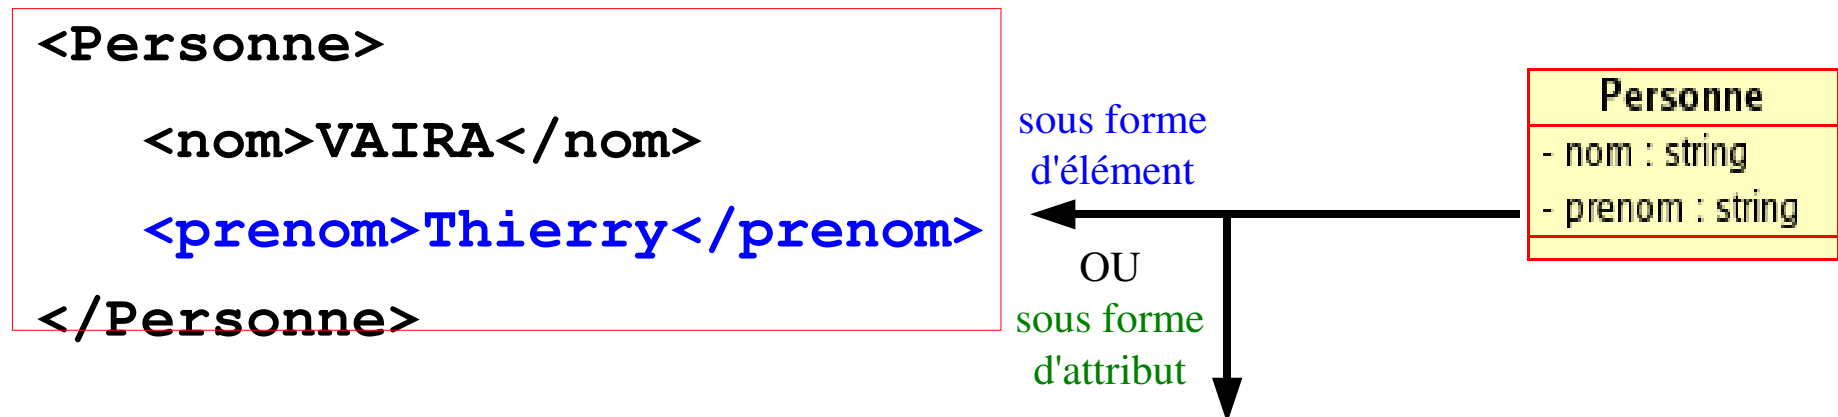 <Personne>
<nom>VAIRA</nom>
<prenom>Thierry</prenom>
</Personne>
sous forme
d'élément
OU
sous forme
d'attribut
Personne
- nom : string
- prenom : string